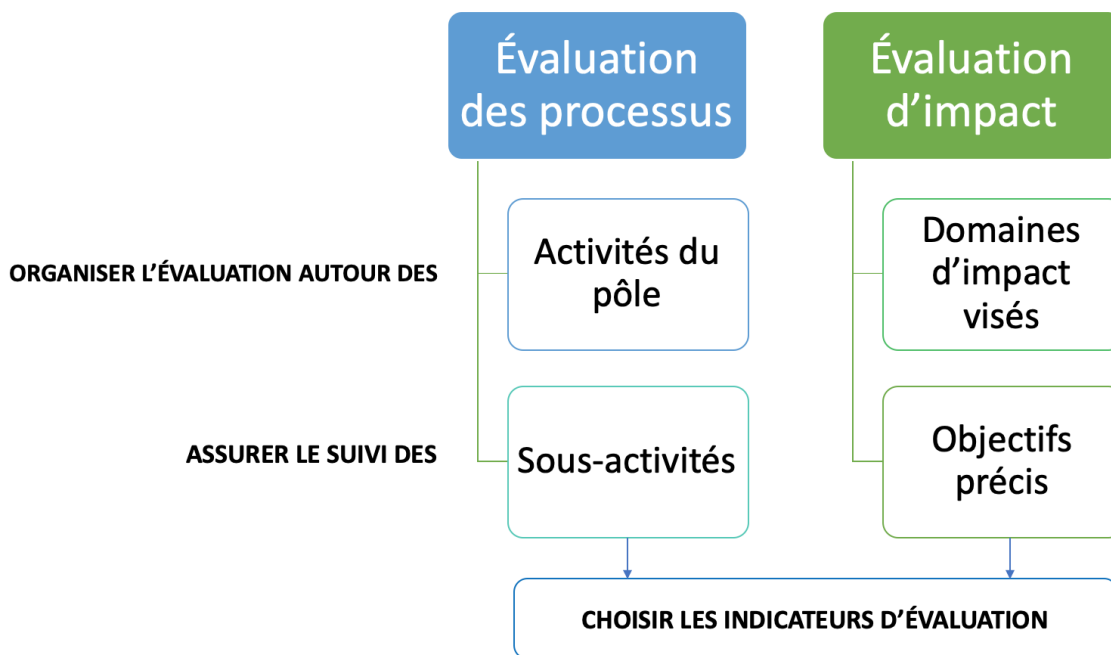 Évaluation
des processus
Évaluation
d’impact
ORGANISER L’ÉVALUATION AUTOUR DES
Activités du
pôle
Domaines
d’impact
visés
ASSURER LE SUIVI DES
Sous-activités
Objectifs
précis
CHOISIR LES INDICATEURS D’ÉVALUATION